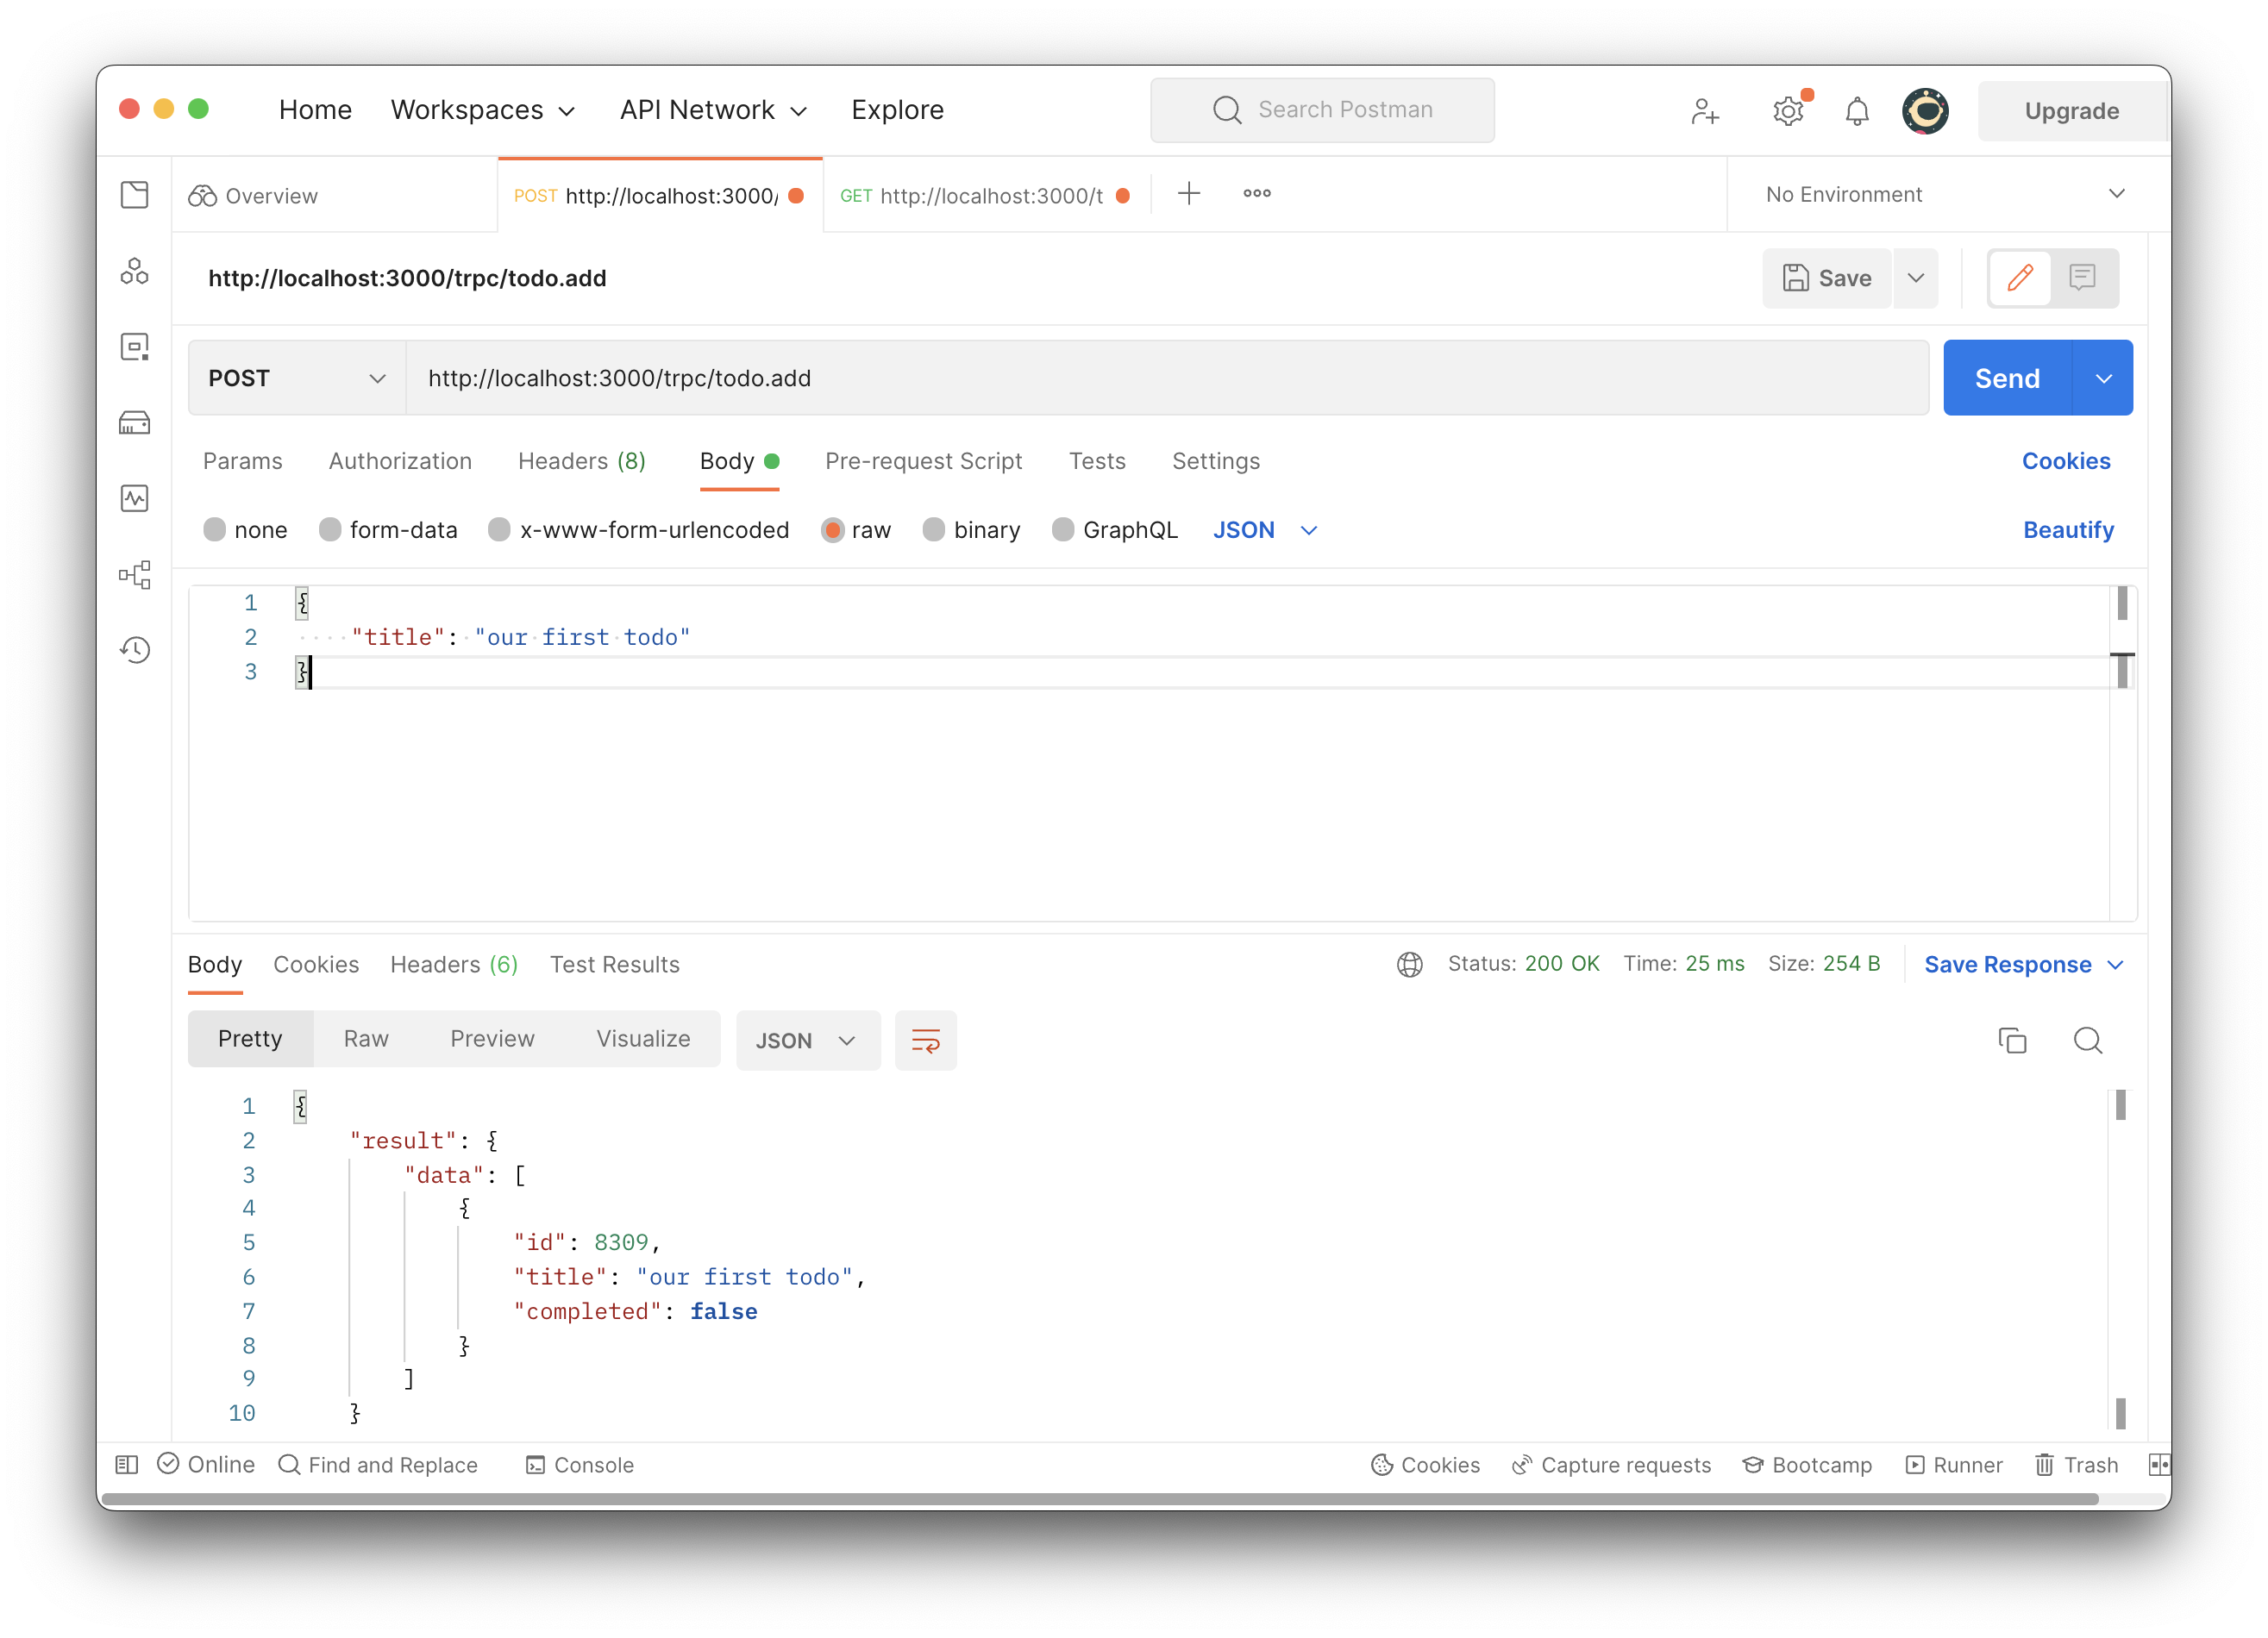 Home Workspaces API Network Explore Search Postman Upgrade
Overview POST http://localhost:3000/ GET http://localhost:3000/t No Environment
http://localhost:3000/trpc/todo.add Save
POST http://localhost:3000/trpc/todo.add Send
Params Authorization Headers (8) Body Pre-request Script Tests Settings Cookies
none form-data x-www-form-urlencoded raw binary GraphQL JSON Beautify
1 {
2 "title": "our first todo"
3 }
Body Cookies Headers (6) Test Results Status: 200 OK Time: 25 ms Size: 254 B Save Response
Pretty Raw Preview Visualize JSON
1 {
2 "result": {
3 "data": [
4 {
5 "id": 8309,
6 "title": "our first todo",
7 "completed": false
8 }
9 ]
10 }
Online Find and Replace Console Cookies Capture requests Bootcamp Runner Trash